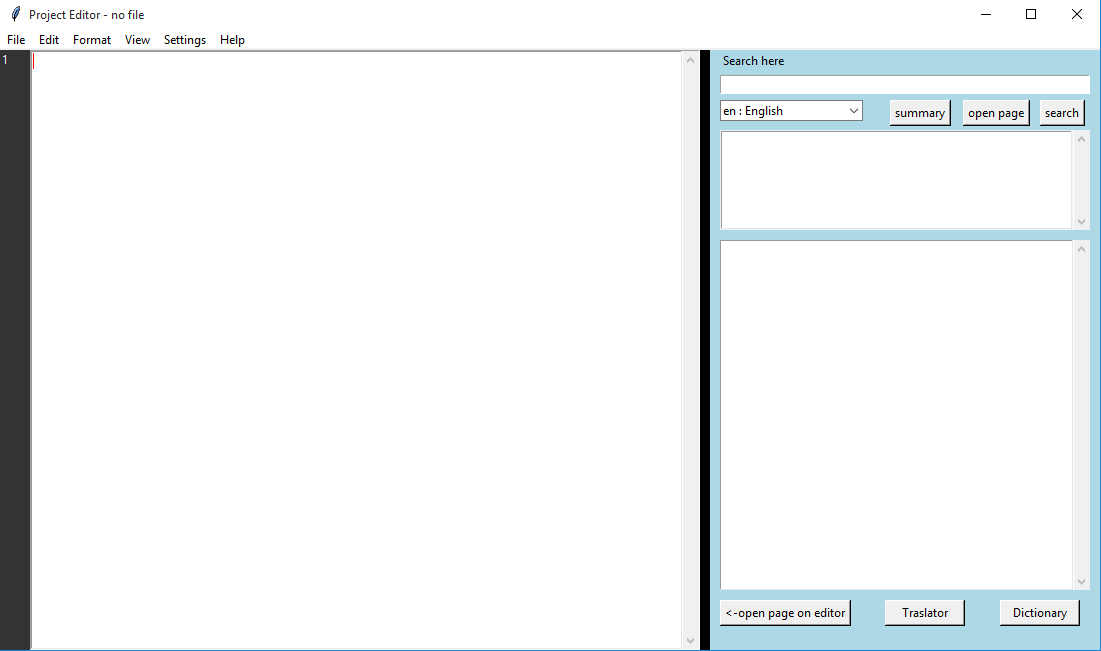 Project Editor - no file
File Edit Format View Settings Help
1
Search here
en : English
summary
open page
search
<-open page on editor
Traslator
Dictionary